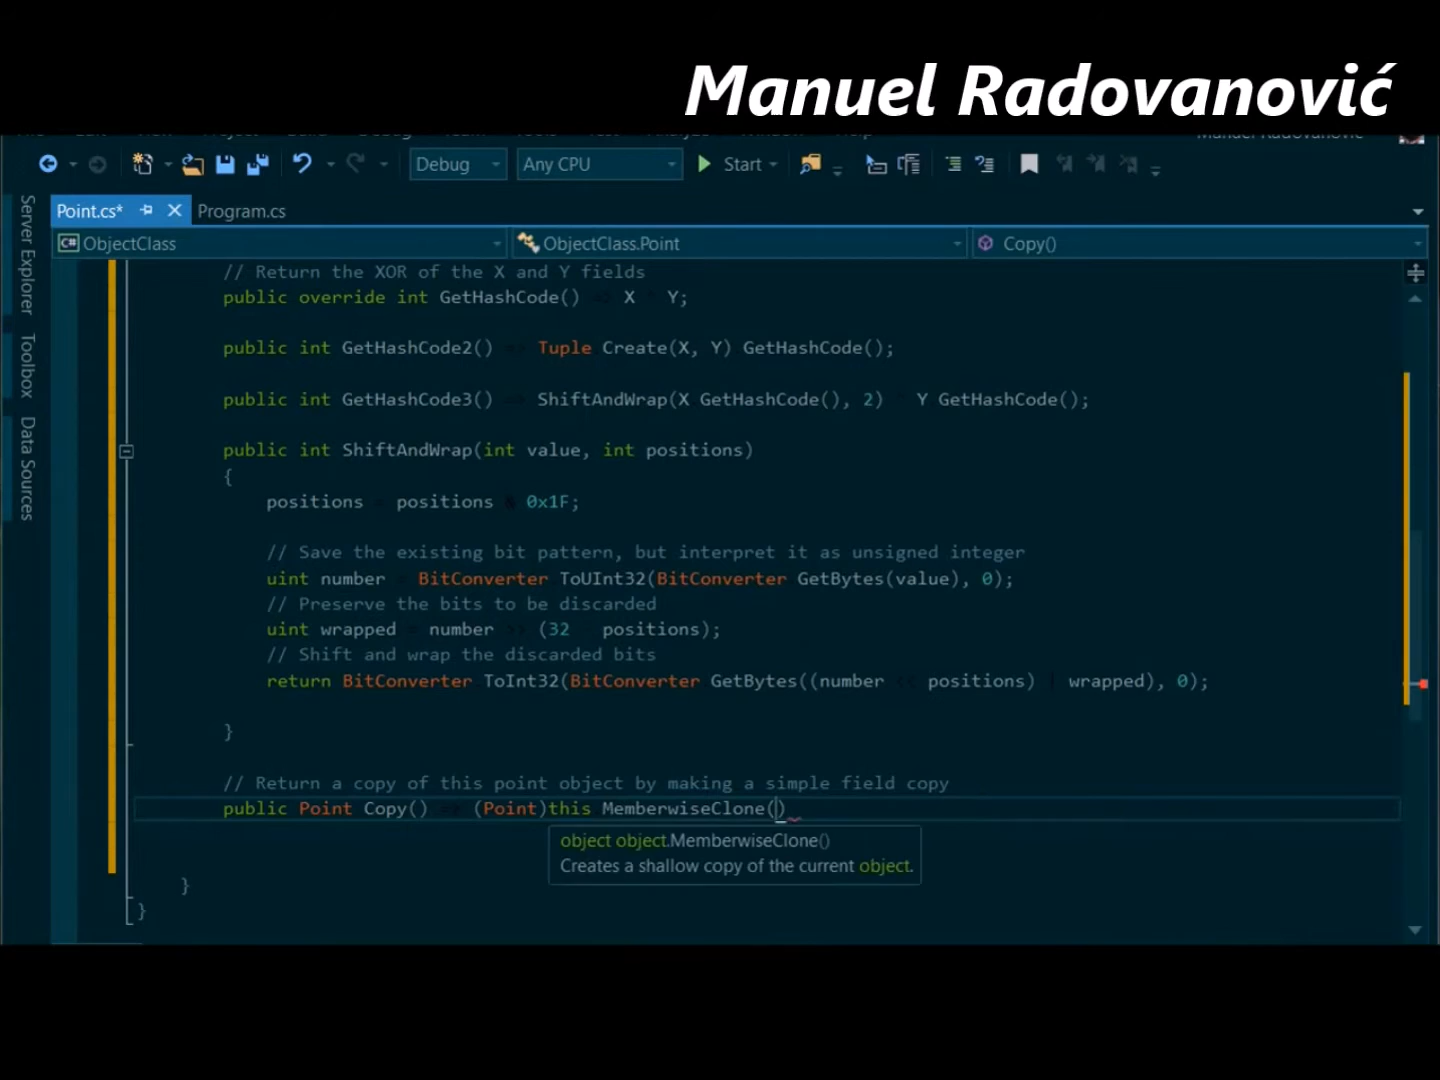 Manuel Radovanović
Debug Any CPU Start
Point.cs* Program.cs
ObjectClass ObjectClass.Point Copy()
Server Explorer
Toolbox
Data Sources
// Return the XOR of the X and Y fields
public override int GetHashCode() => X ^ Y;
public int GetHashCode2() => Tuple Create(X, Y) GetHashCode();
public int GetHashCode3() => ShiftAndWrap(X GetHashCode(), 2) ^ Y GetHashCode();
public int ShiftAndWrap(int value, int positions)
{
positions = positions & 0x1F;
// Save the existing bit pattern, but interpret it as unsigned integer
uint number = BitConverter ToUInt32(BitConverter GetBytes(value), 0);
// Preserve the bits to be discarded
uint wrapped = number >> (32 - positions);
// Shift and wrap the discarded bits
return BitConverter ToInt32(BitConverter GetBytes((number << positions) | wrapped), 0);
}
// Return a copy of this point object by making a simple field copy
public Point Copy() => (Point)this MemberwiseClone()
object object.MemberwiseClone()
Creates a shallow copy of the current object.
}
}